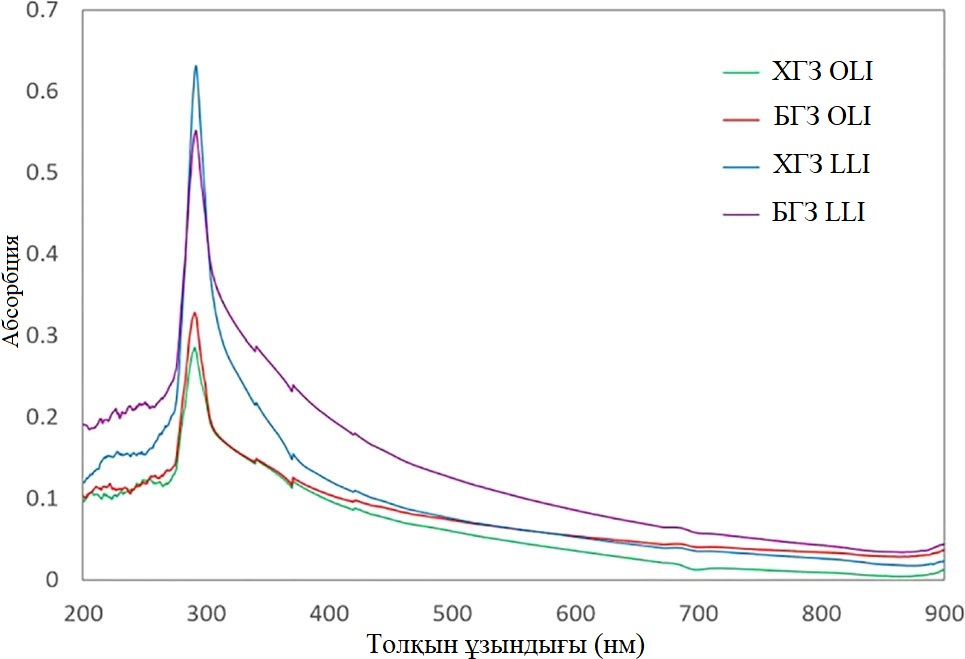 0.7
0.6
0.5
0.4
0.3
0.2
0.1
0
Абсорбция
ХГЗ OLI
БГЗ OLI
ХГЗ LLI
БГЗ LLI
200 300 400 500 600 700 800 900
Толқын ұзындығы (нм)